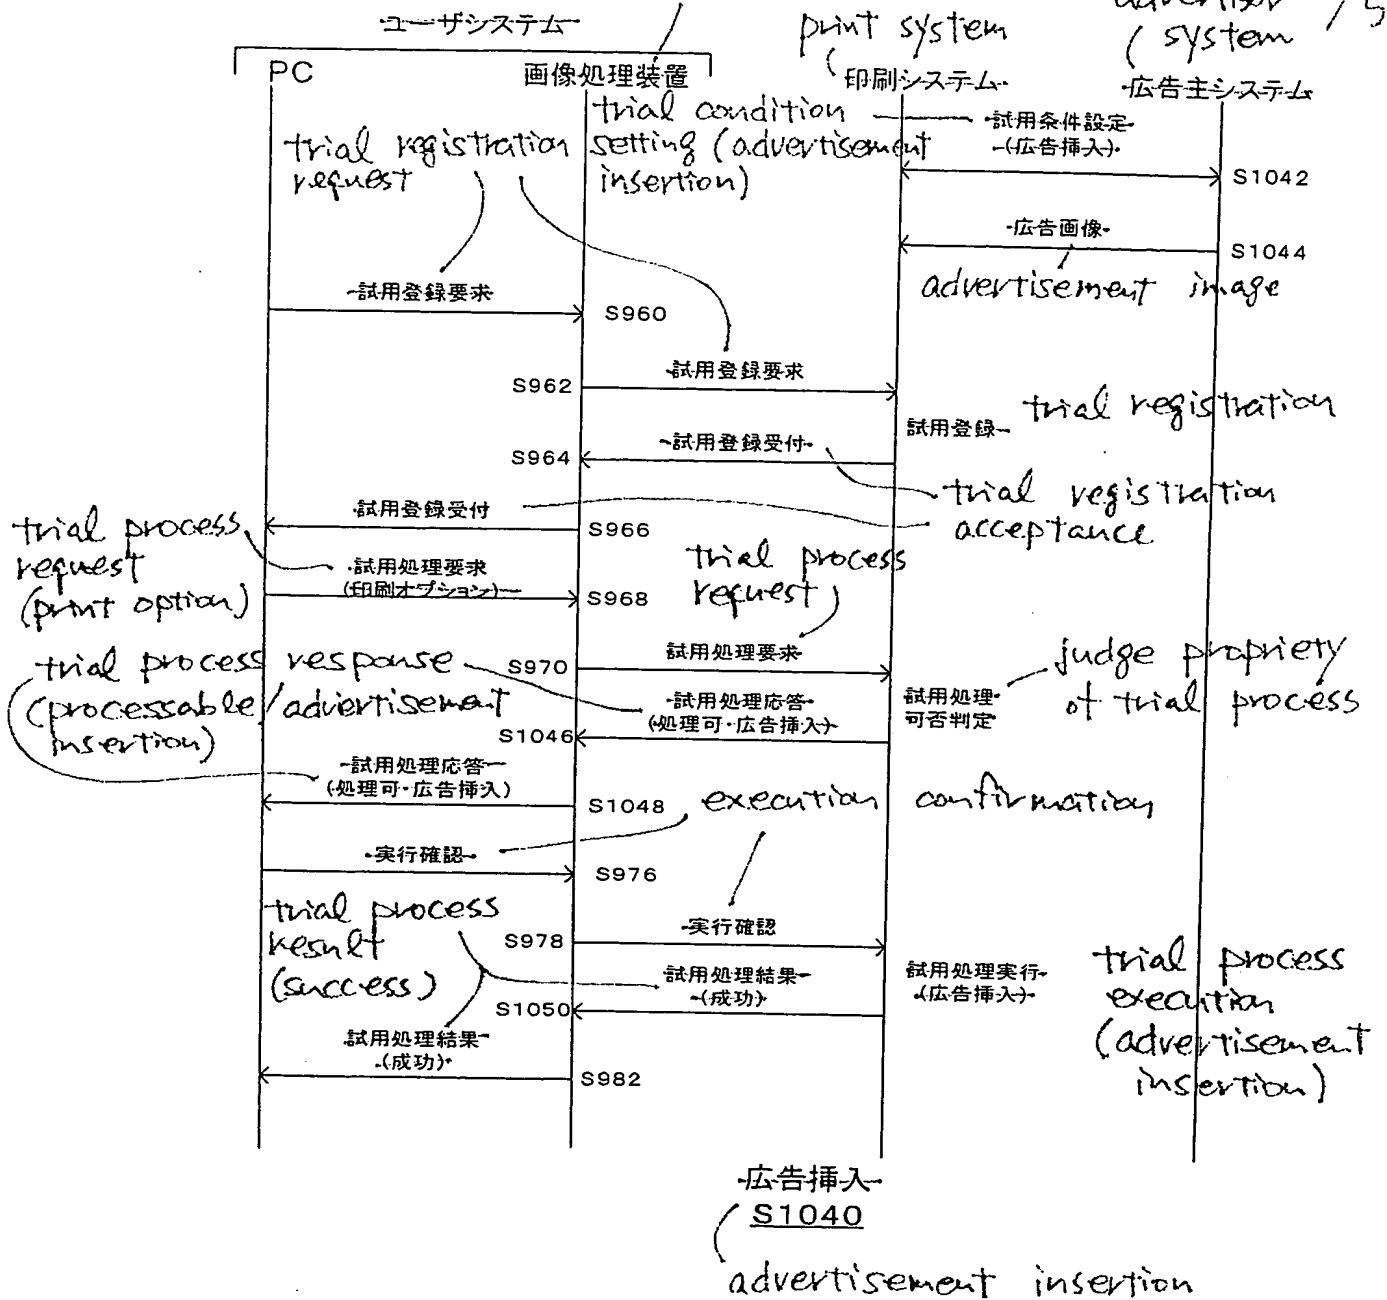 ユーザシステム
print system
system
PC
画像処理装置
印刷システム
広告主システム
trial condition
setting (advertisement
insertion)
試用条件設定
(広告挿入)
S1042
trial registration
request
広告画像
S1044
advertisement image
試用登録要求
S960
試用登録要求
S962
試用登録
trial registration
試用登録受付
S964
trial registration
acceptance
試用登録受付
S966
trial process
request
(print option)
試用処理要求
(印刷オプション)
S968
trial process
request
試用処理要求
S970
judge propriety
of trial process
試用処理
可否判定
trial process response
(processable/advertisement
insertion)
試用処理応答
(処理可・広告挿入)
S1046
試用処理応答
(処理可・広告挿入)
S1048
execution confirmation
実行確認
S976
trial process
result
(success)
実行確認
S978
試用処理実行
(広告挿入)
trial process
execution
(advertisement
insertion)
試用処理結果
(成功)
S1050
試用処理結果
(成功)
S982
広告挿入
S1040
advertisement insertion